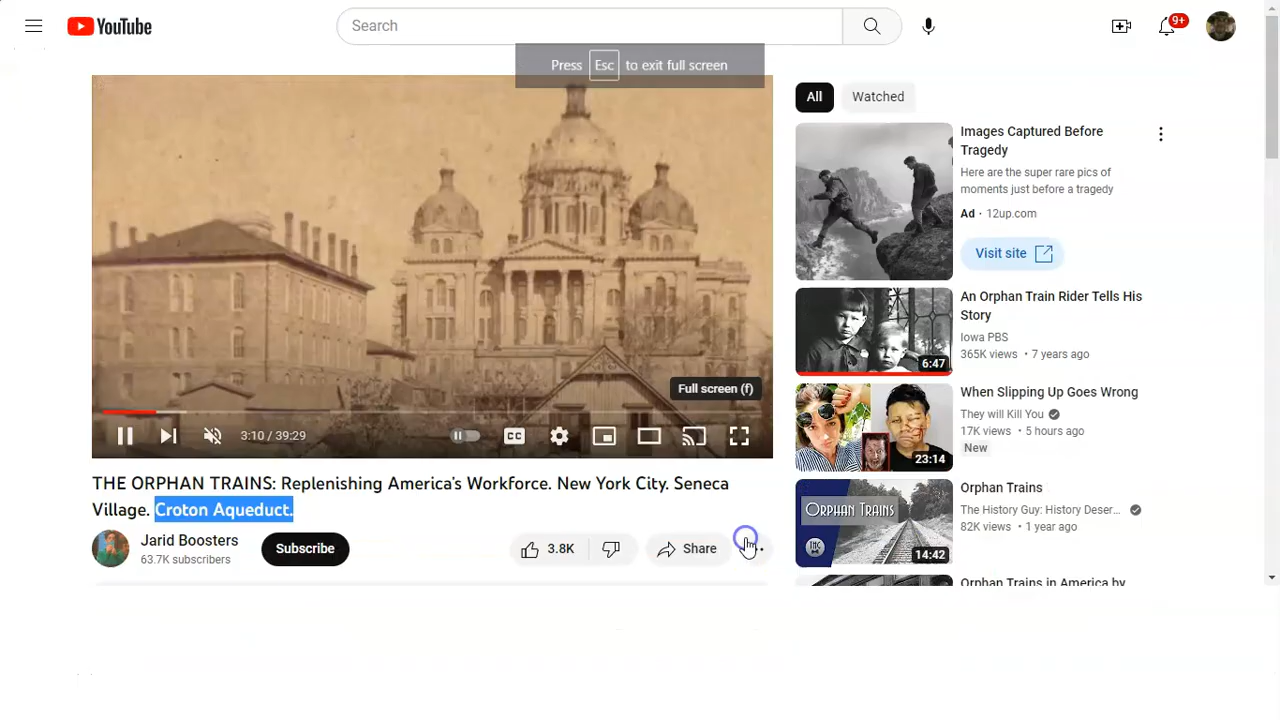 YouTube
Search
9+
Press Esc to exit full screen
All
Watched
Images Captured Before
Tragedy
Here are the super rare pics of
moments just before a tragedy
Ad · 12up.com
Visit site
An Orphan Train Rider Tells His
Story
Iowa PBS
365K views • 7 years ago
6:47
When Slipping Up Goes Wrong
They will Kill You
17K views • 5 hours ago
New
23:14
Orphan Trains
The History Guy: History Deser...
82K views • 1 year ago
ORPHAN TRAINS
THG
14:42
Orphan Trains in America by
Full screen (f)
3:10 / 39:29
CC
THE ORPHAN TRAINS: Replenishing America's Workforce. New York City. Seneca
Village. Croton Aqueduct.
Jarid Boosters
63.7K subscribers
Subscribe
3.8K
Share